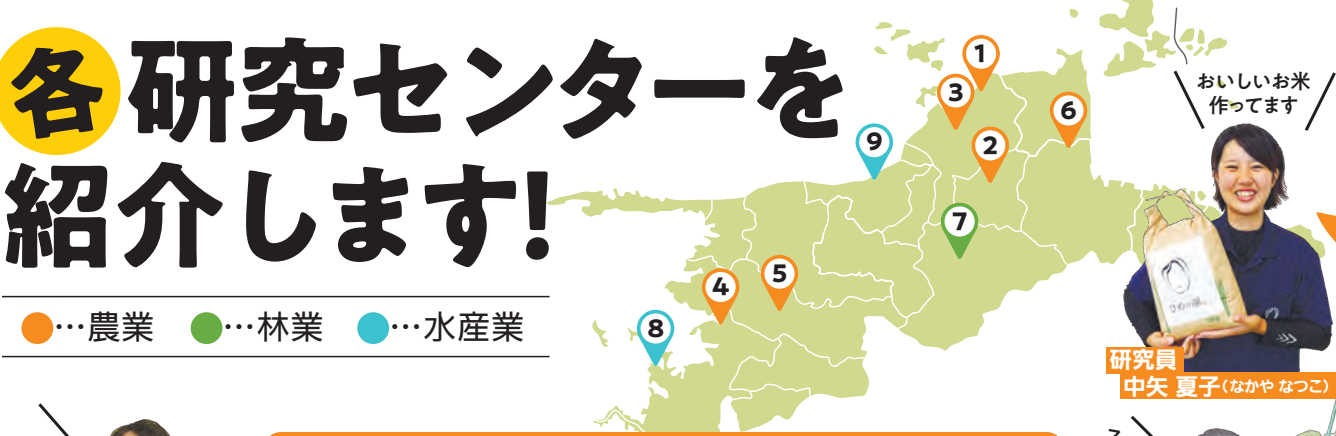 各研究センターを
紹介します!
●…農業 ●…林業 ●…水産業
1
3
6
9
2
7
5
4
8
おいしいお米
作ってます
研究員
中矢 夏子(なかや なつこ)